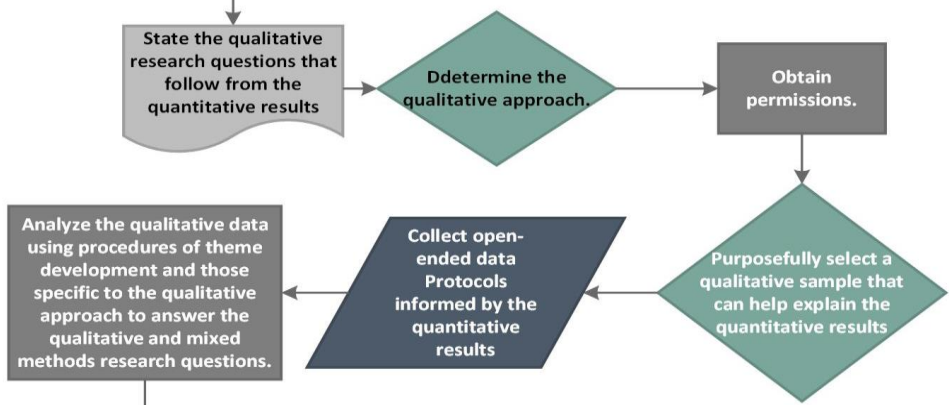 State the qualitative
research questions that
follow from the
quantitative results
Ddetermine the
qualitative approach.
Obtain
permissions.
Purposefully select a
qualitative sample that
can help explain the
quantitative results
Collect open-
ended data
Protocols
informed by the
quantitative
results
Analyze the qualitative data
using procedures of theme
development and those
specific to the qualitative
approach to answer the
qualitative and mixed
methods research questions.